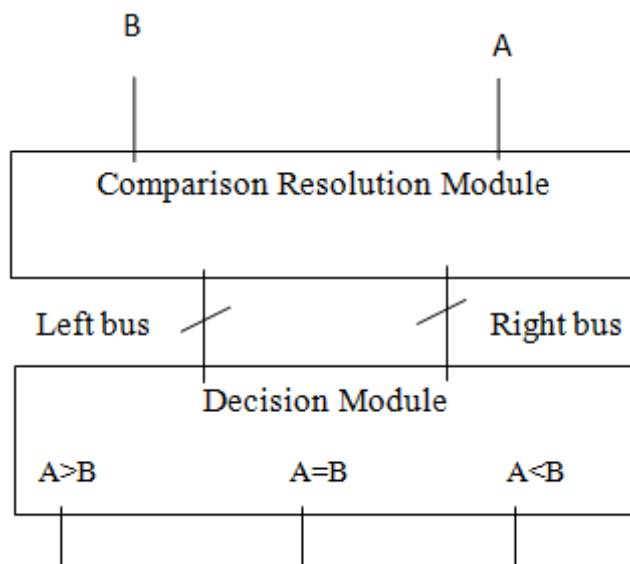 B
A
Comparison Resolution Module
Left bus
Right bus
Decision Module
A>B
A=B
A<B